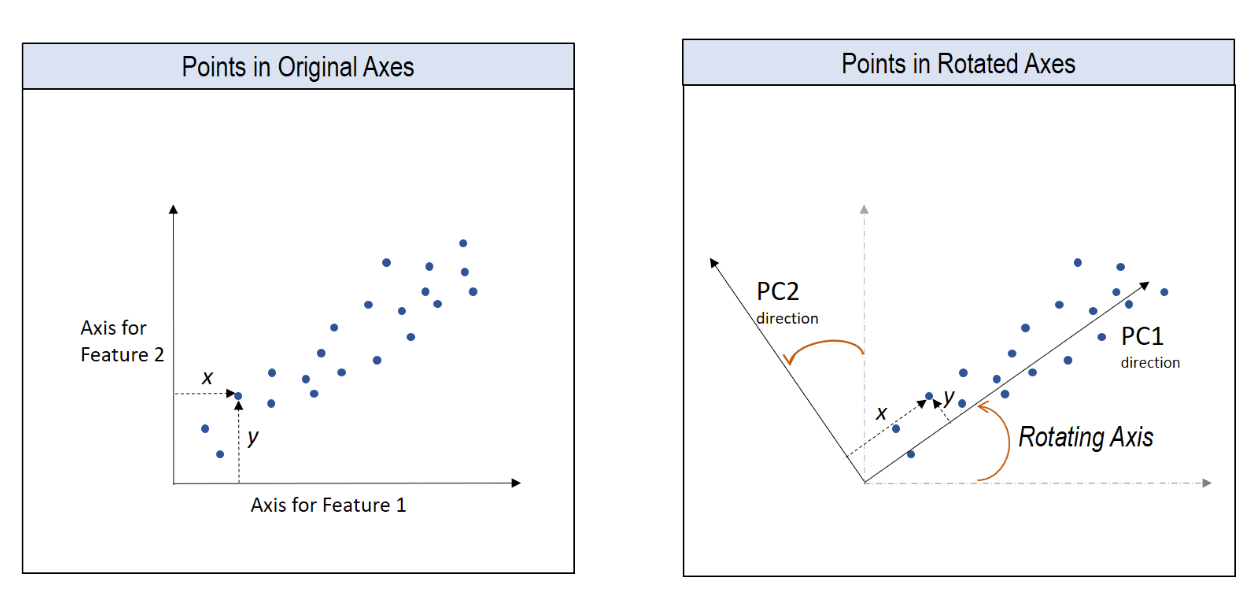 Points in Original Axes
Axis for
Feature 2
x
y
Axis for Feature 1
Points in Rotated Axes
PC2
direction
PC1
direction
x
y
Rotating Axis